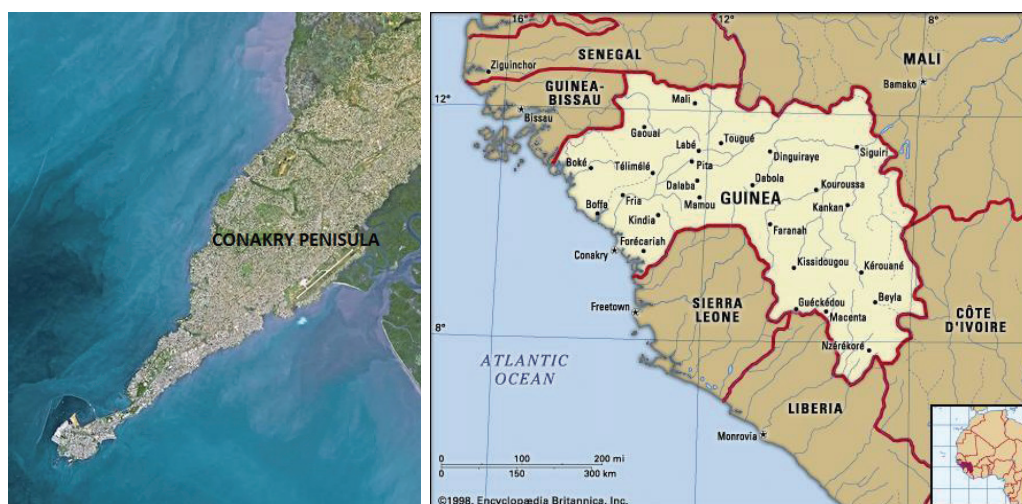 CONAKRY PENISULA
16°
12°
8°
SENEGAL
MALI
Ziguinchor
Bamako
GUINEA-
BISSAU
12°
Mali
Bissau
Gaoual
Tougué
Labé
Siguiri
Dinguiraye
Boké
Télimélé
Pita
Dabola
Kouroussa
Dalaba
GUINEA
Fria
Mamou
Kankan
Boffa
Kindia
Faranah
Forécariah
Conakry
Kissidougou
Kérouané
SIERRA
LEONE
Guéckédou
Beyla
Freetown
Macenta
CÔTE
D'IVOIRE
8°
Nzérékoré
ATLANTIC
OCEAN
LIBERIA
Monrovia
0 100 200 mi
0 150 300 km
©1998, Encyclopædia Britannica, Inc.